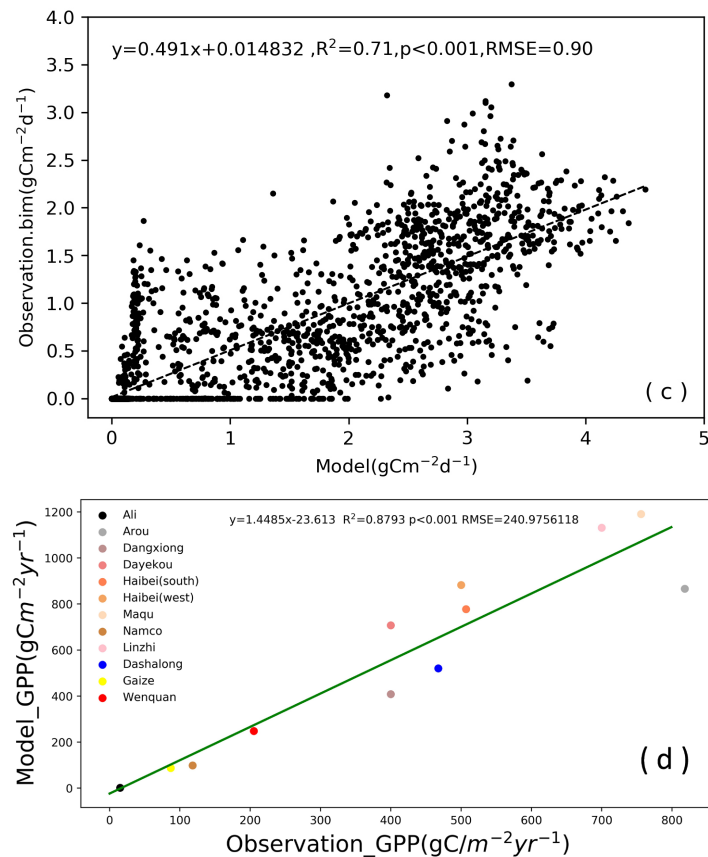 y=0.491x+0.014832 ,R²=0.71,p<0.001,RMSE=0.90
4.0
3.5
3.0
2.5
2.0
1.5
1.0
0.5
0.0
Observation.bim(gCm⁻²d⁻¹)
( c )
0 1 2 3 4 5
Model(gCm⁻²d⁻¹)
y=1.4485x-23.613 R²=0.8793 p<0.001 RMSE=240.9756118
Ali
Arou
Dangxiong
Dayekou
Haibei(south)
Haibei(west)
Maqu
Namco
Linzhi
Dashalong
Gaize
Wenquan
1200
1000
800
600
400
200
0
Model_GPP(gCm⁻²yr⁻¹)
( d )
0 100 200 300 400 500 600 700 800
Observation_GPP(gC/m⁻²yr⁻¹)